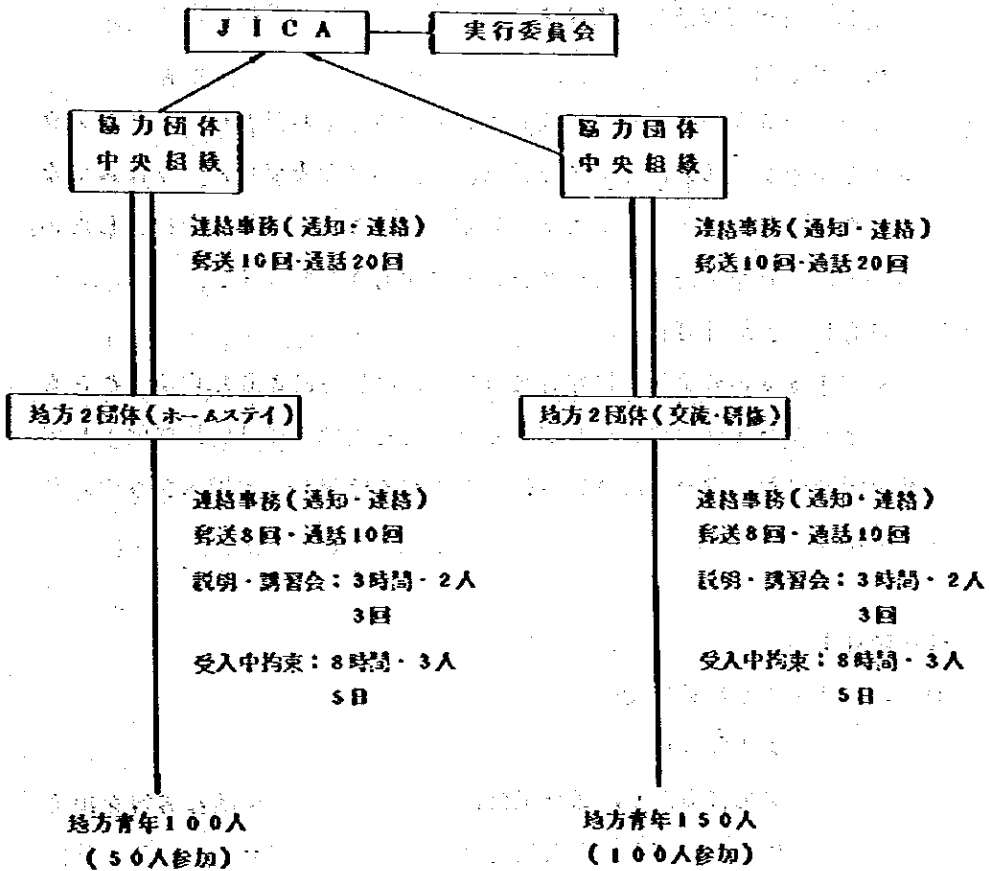 JICA
実行委員会
協力団体
中央組織
協力団体
中央組織
連絡事務(通知・連絡)
郵送10回・通話20回
連絡事務(通知・連絡)
郵送10回・通話20回
地方2団体(ホームステイ)
地方2団体(交流・研修)
連絡事務(通知・連絡)
郵送8回・通話10回
説明・講習会:3時間・2人
3回
受入中拘束:8時間・3人
5日
連絡事務(通知・連絡)
郵送8回・通話10回
説明・講習会:3時間・2人
3回
受入中拘束:8時間・3人
5日
地方青年100人
(50人参加)
地方青年150人
(100人参加)